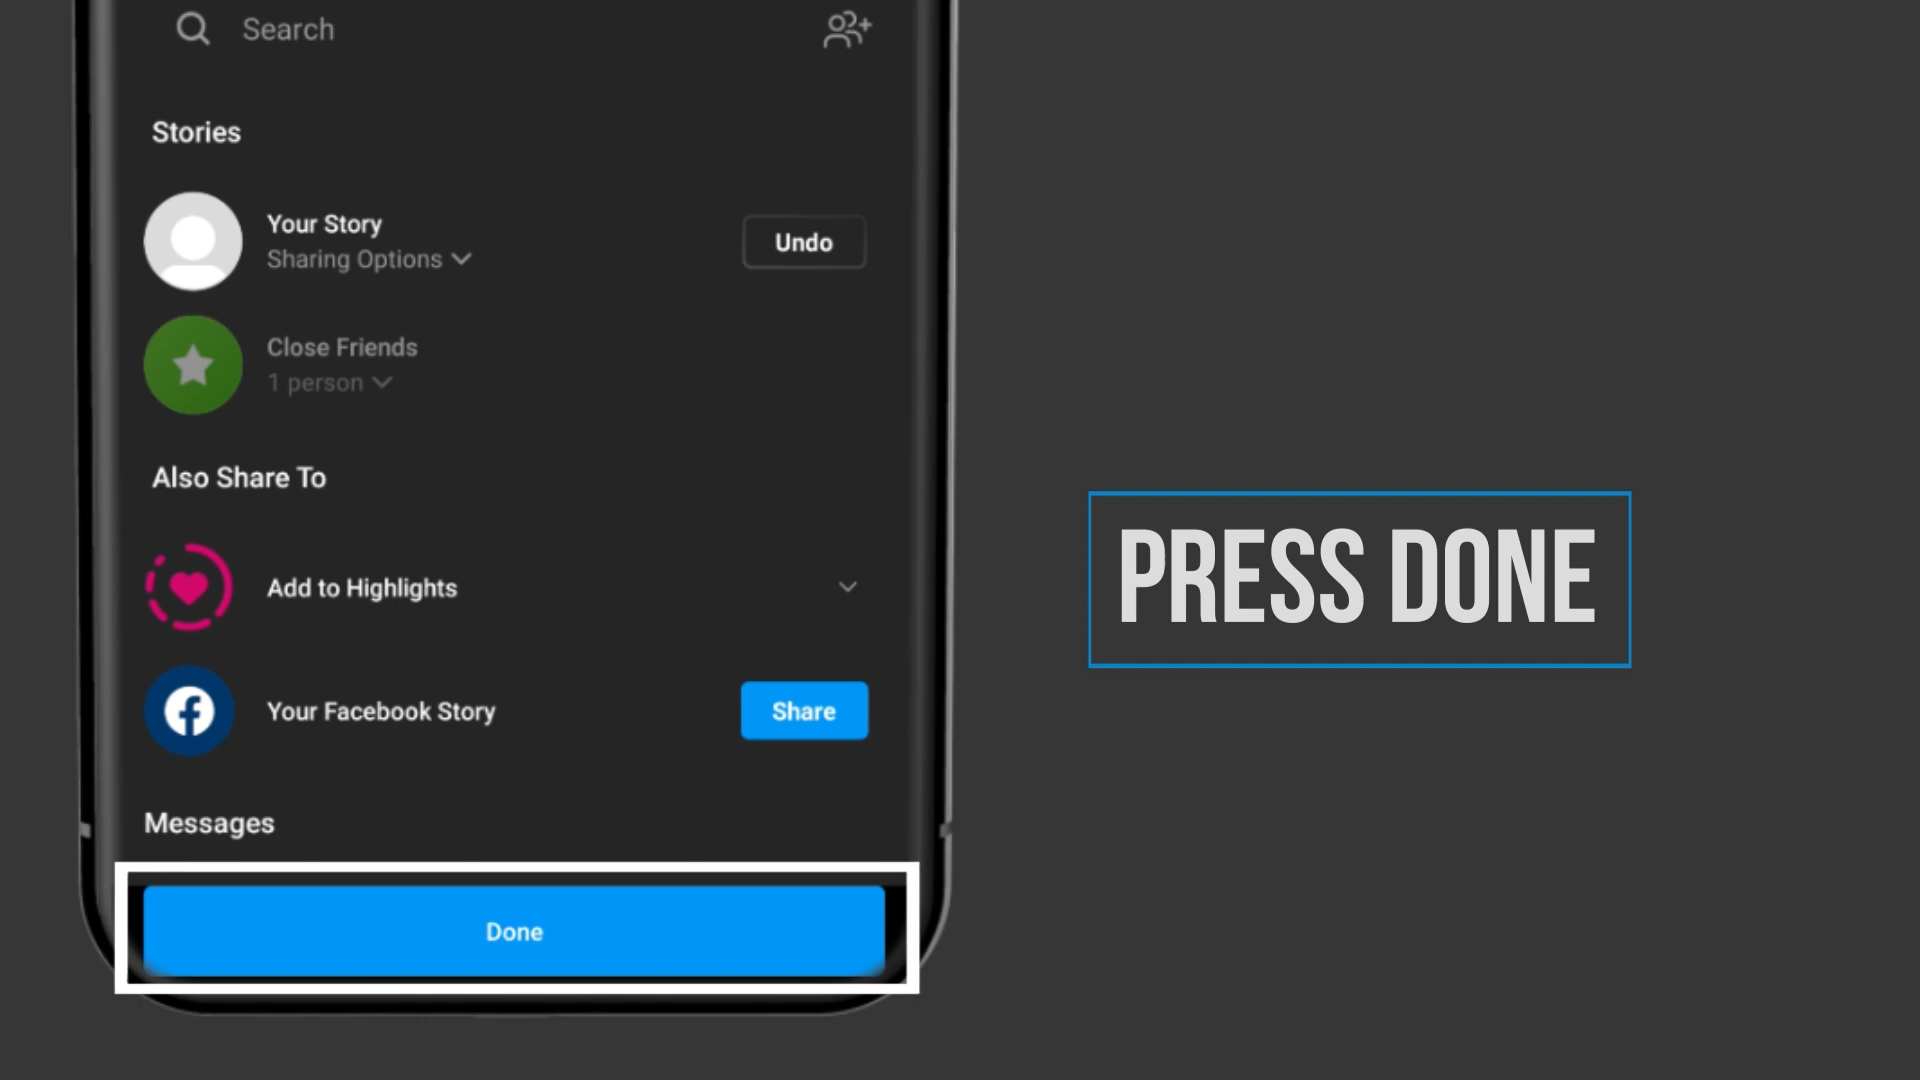 Search
Stories
Your Story
Sharing Options
Undo
Close Friends
1 person
Also Share To
Add to Highlights
Your Facebook Story
Share
Messages
Done
PRESS DONE